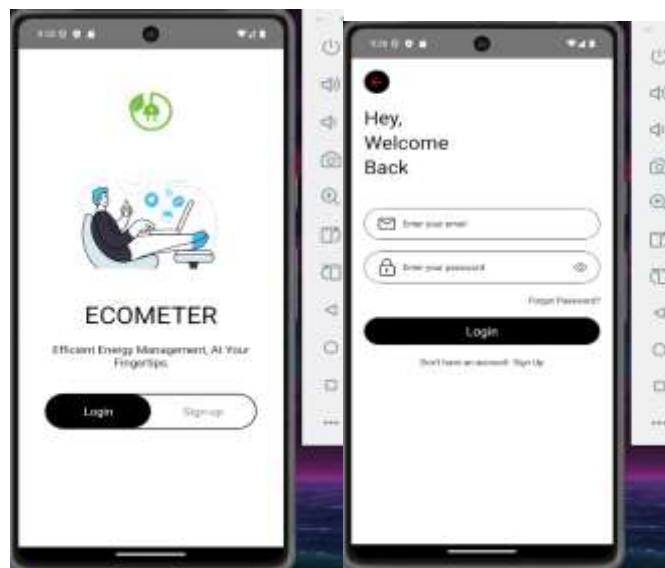 ECOMETER
Efficient Energy Management, At Your
Fingertips.
Login
Sign up
Hey,
Welcome
Back
Enter your email
Enter your password
Forgot Password?
Login
Don't have an account? Sign Up